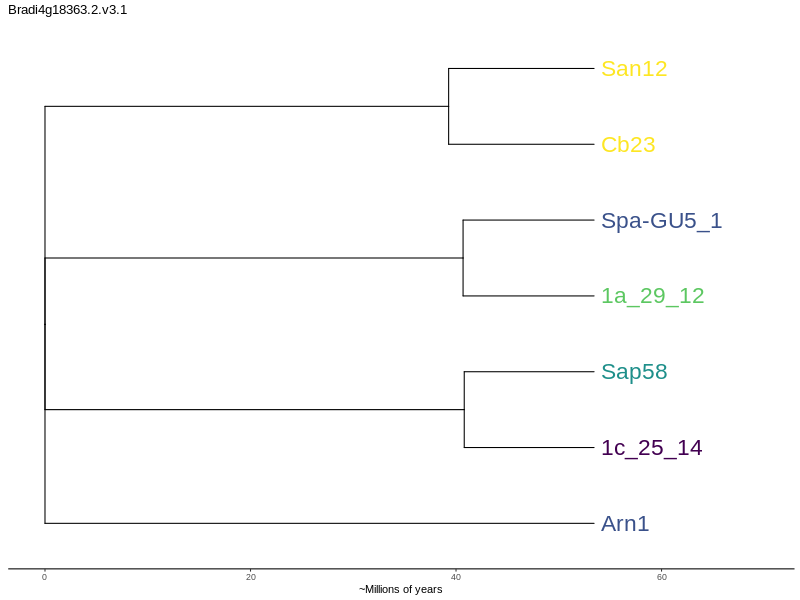 Bradi4g18363.2.v3.1
San12
Cb23
Spa-GU5_1
1a_29_12
Sap58
1c_25_14
Arn1
0 20 40 60
~Millions of years